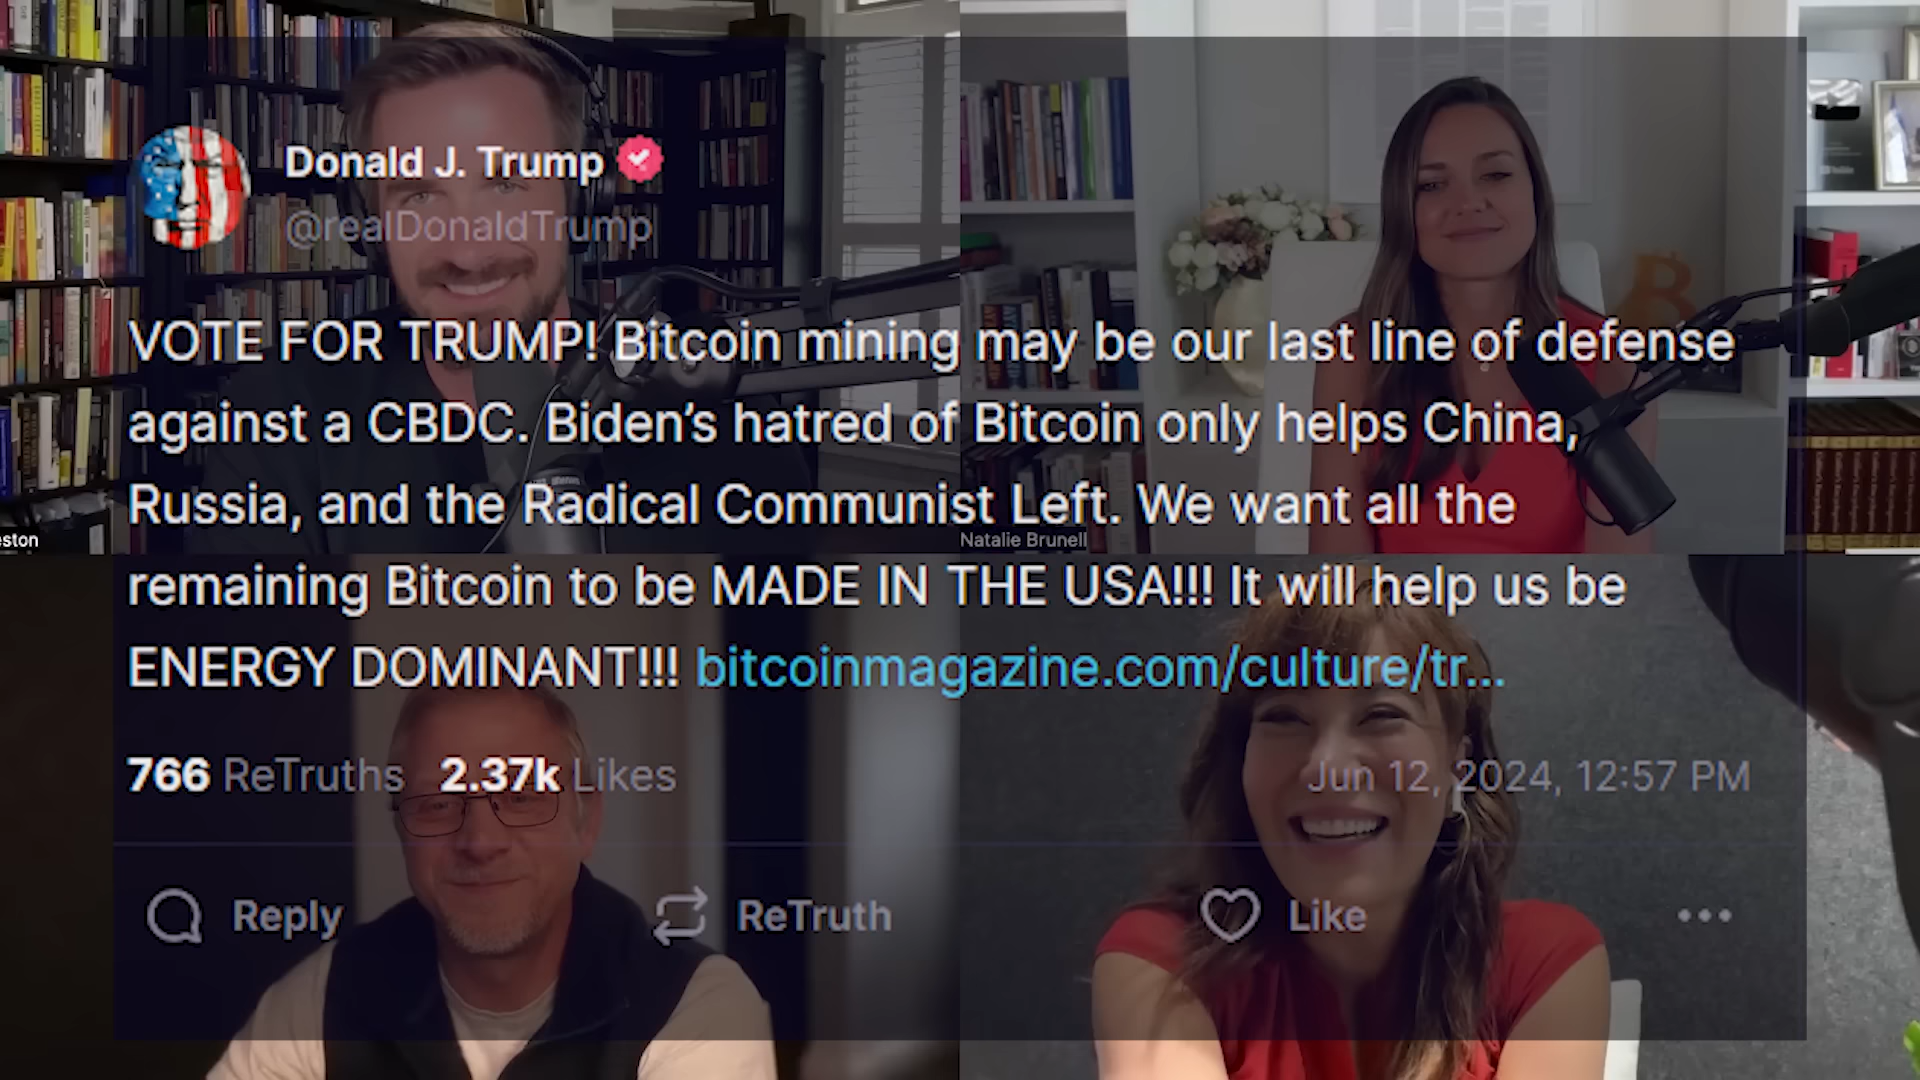 Donald J. Trump
@realDonaldTrump
VOTE FOR TRUMP! Bitcoin mining may be our last line of defense
against a CBDC. Biden’s hatred of Bitcoin only helps China,
Russia, and the Radical Communist Left. We want all the
remaining Bitcoin to be MADE IN THE USA!!! It will help us be
ENERGY DOMINANT!!! bitcoinmagazine.com/culture/tr...
eston
Natalie Brunell
766 ReTruths 2.37k Likes
Jun 12, 2024, 12:57 PM
Reply
ReTruth
Like